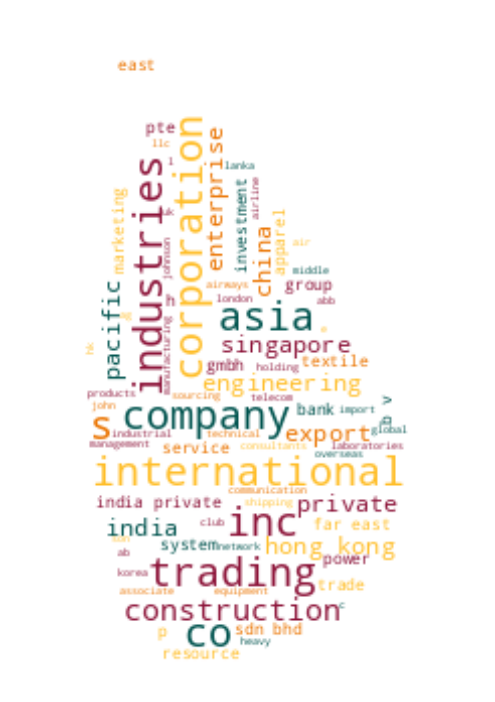 east
pte
llc
l
industries
corporation
enterprise
lanka
investment
airline
uk
marketing
johnson
china
apparel
air
middle
pacific
airways
group
h
london
abb
asia
manufacturing
singapore
hk
gmbh
holding
textile
engineering
products
sourcing
telecom
john
s
company
bank
import
b v
industrial
technical
export
global
management
service
consultants
laboratories
overseas
international
communication
india private
shipping
private
india
club
inc
far east
system
network
hong kong
ab
korea
trading
power
associate
equipment
trade
construction
c
p
co
sdn bhd
heavy
resource